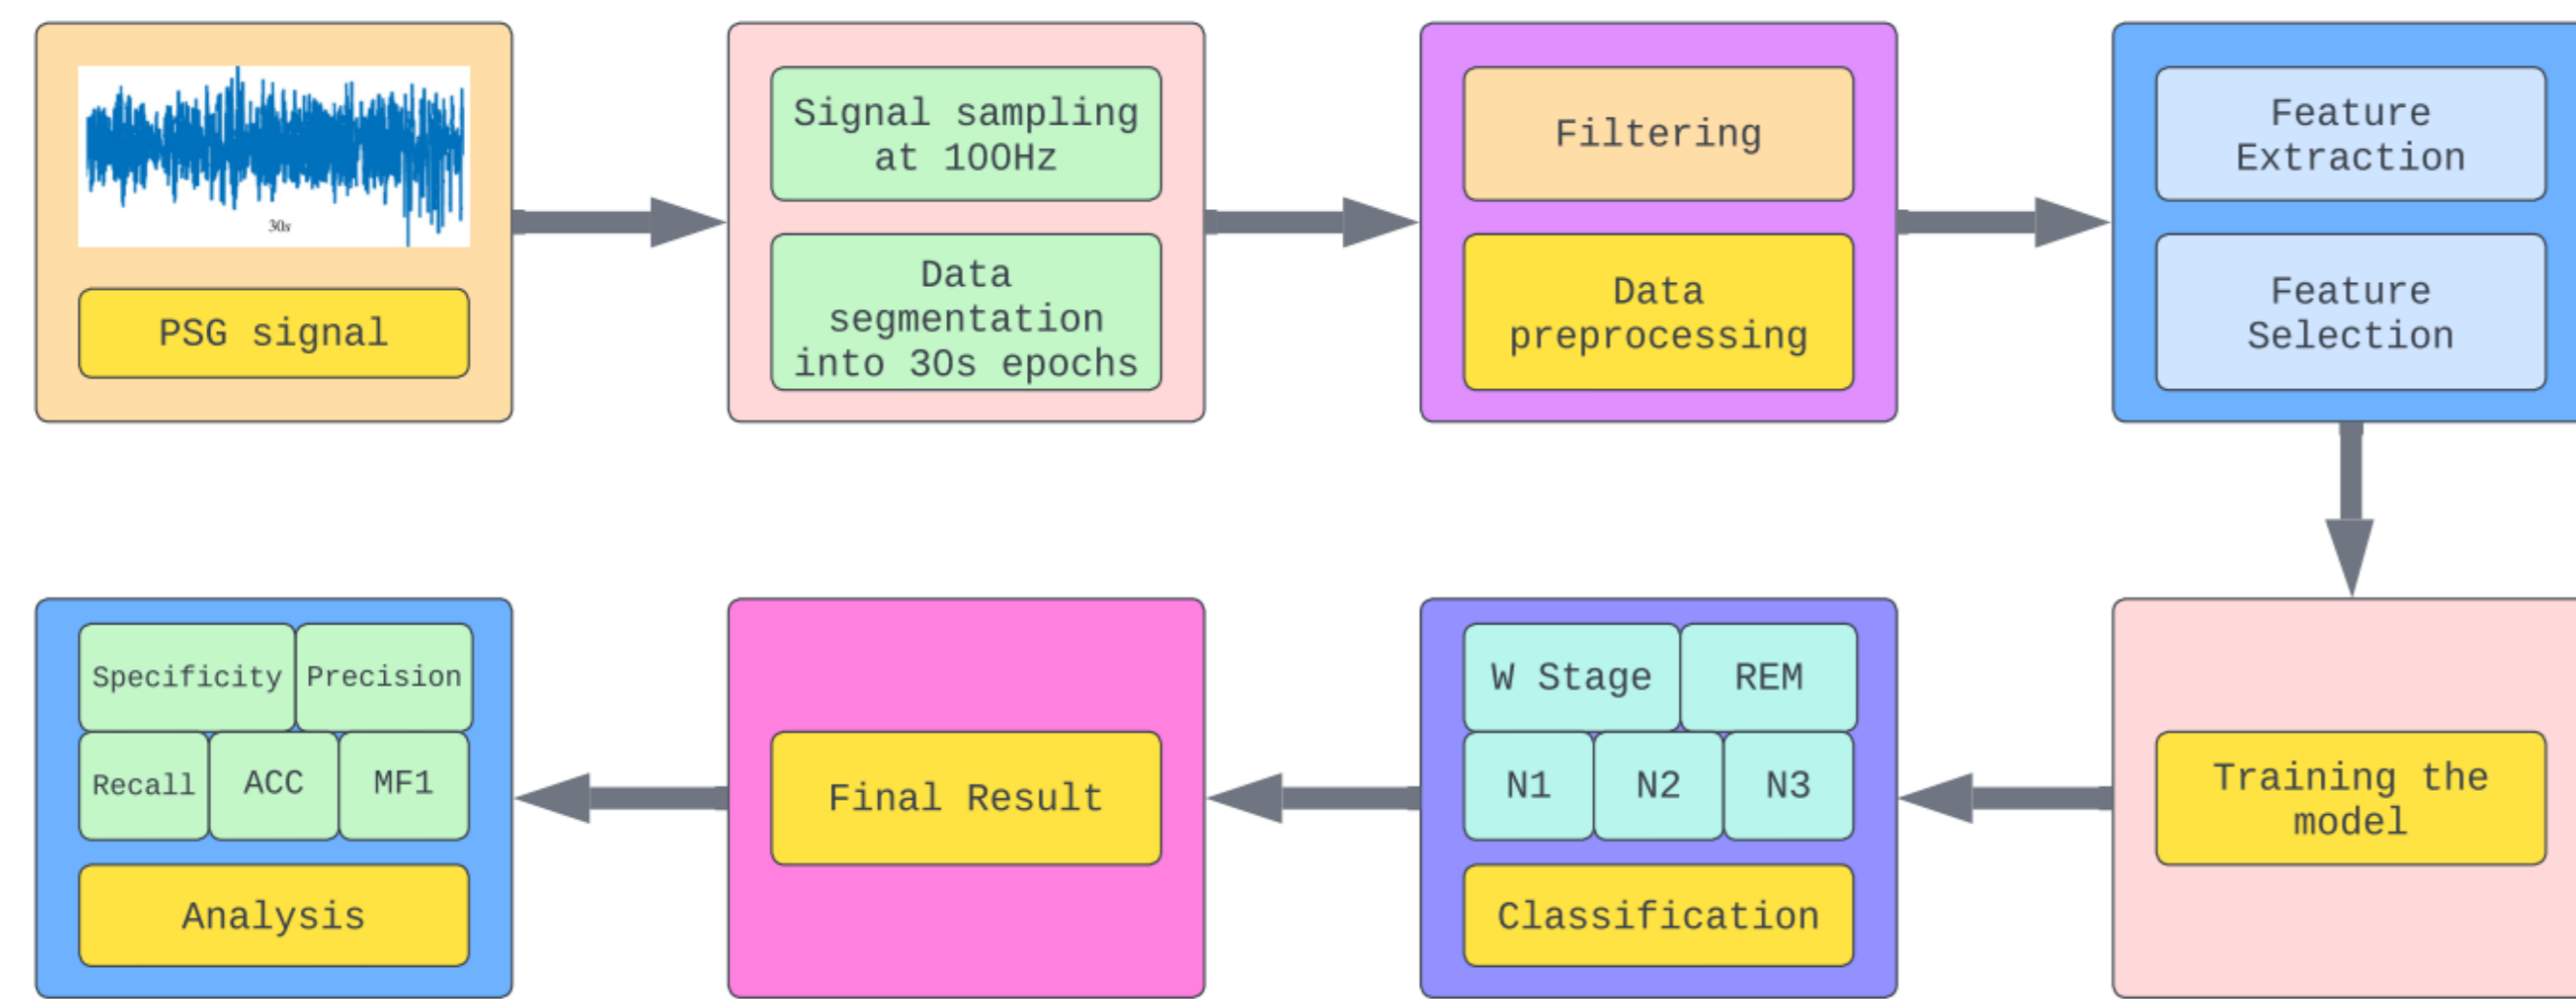 30s
PSG signal
Signal sampling
at 100Hz
Data
segmentation
into 30s epochs
Filtering
Data
preprocessing
Feature
Extraction
Feature
Selection
Training the
model
W Stage
REM
N1
N2
N3
Classification
Final Result
Specificity
Precision
Recall
ACC
MF1
Analysis